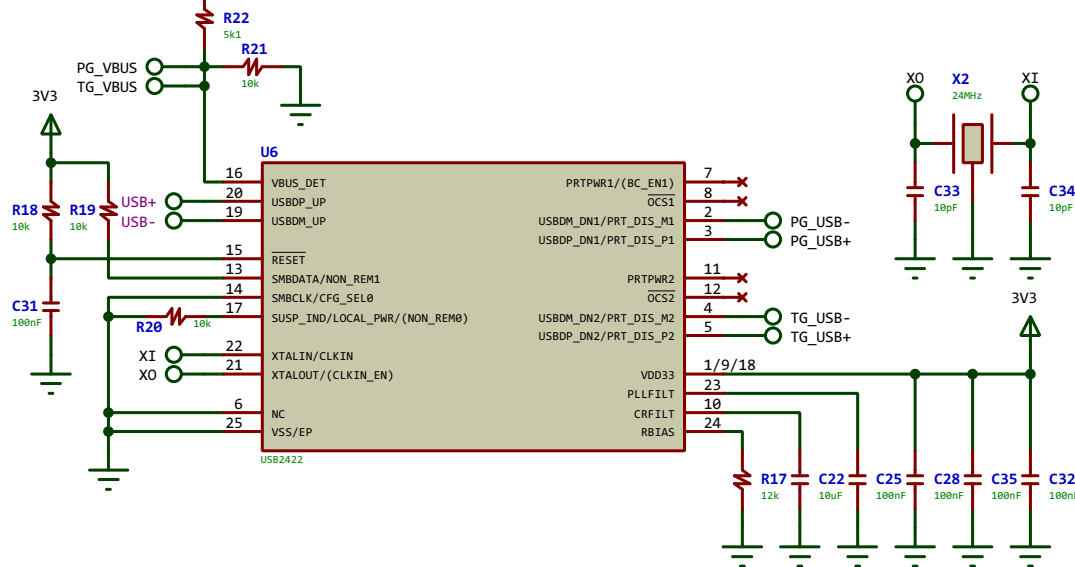 R22
5k1
R21
10k
PG_VBUS
TG_VBUS
3V3
R18
10k
R19
10k
USB+
USB-
C31
100nF
R20
10k
XI
XO
U6
16 VBUS_DET
20 USBDP_UP
19 USBDM_UP
15 RESET
13 SMBDATA/NON_REM1
14 SMBCLK/CFG_SEL0
17 SUSP_IND/LOCAL_PWR/(NON_REM0)
22 XTALIN/CLKIN
21 XTALOUT/(CLKIN_EN)
6 NC
25 VSS/EP
USB2422
PRTPWR1/(BC_EN1) 7
OCS1 8
USBDM_DN1/PRT_DIS_M1 2 PG_USB-
USBDP_DN1/PRT_DIS_P1 3 PG_USB+
PRTPWR2 11
OCS2 12
USBDM_DN2/PRT_DIS_M2 4 TG_USB-
USBDP_DN2/PRT_DIS_P2 5 TG_USB+
VDD33 1/9/18
PLLFILT 23
CRFILT 10
RBIAS 24
XO
X2
24MHz
XI
C33
10pF
C34
10pF
3V3
R17
12k
C22
10uF
C25
100nF
C28
100nF
C35
100nF
C32
100n